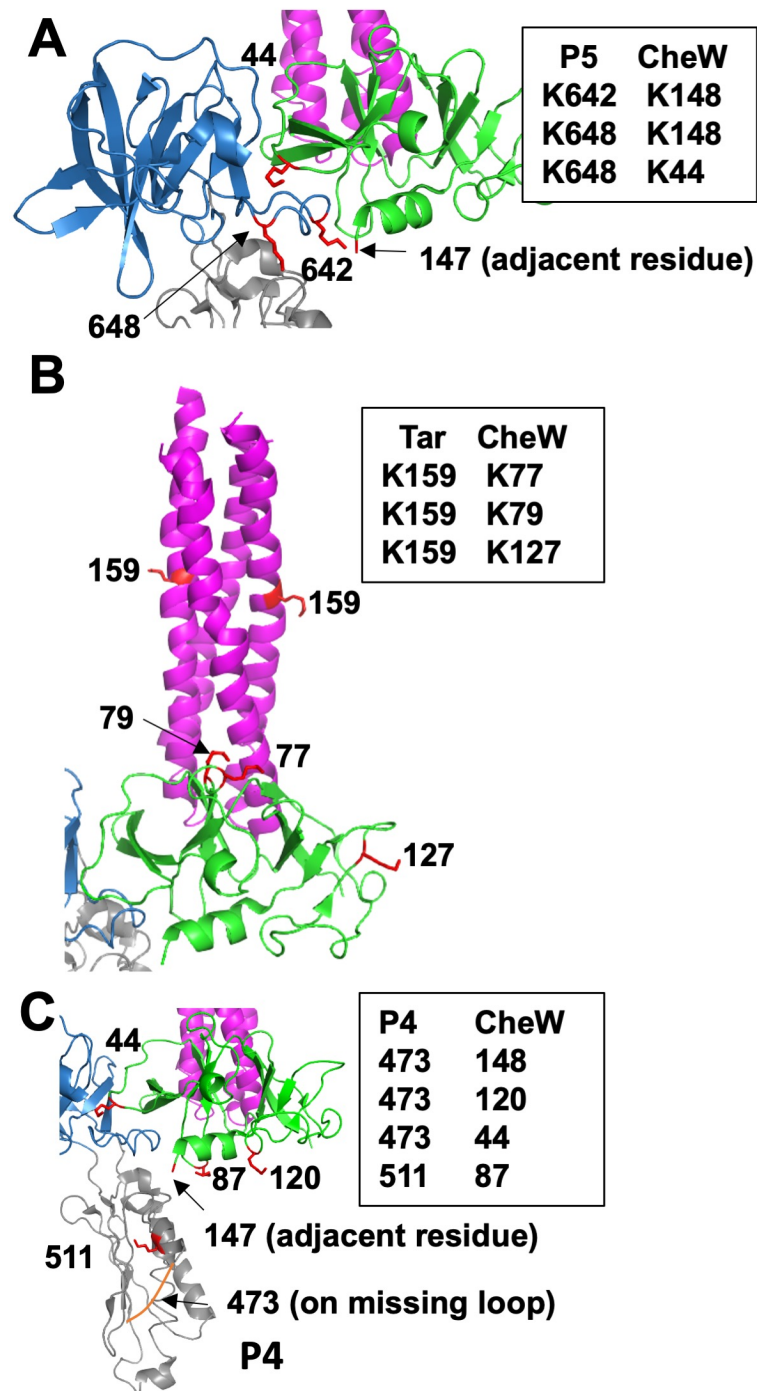 A
44
P5 CheW
K642 K148
K648 K148
K648 K44
642
147 (adjacent residue)
648
B
Tar CheW
K159 K77
K159 K79
K159 K127
159
159
79
77
127
C
44
P4 CheW
473 148
473 120
473 44
511 87
87
120
147 (adjacent residue)
511
473 (on missing loop)
P4